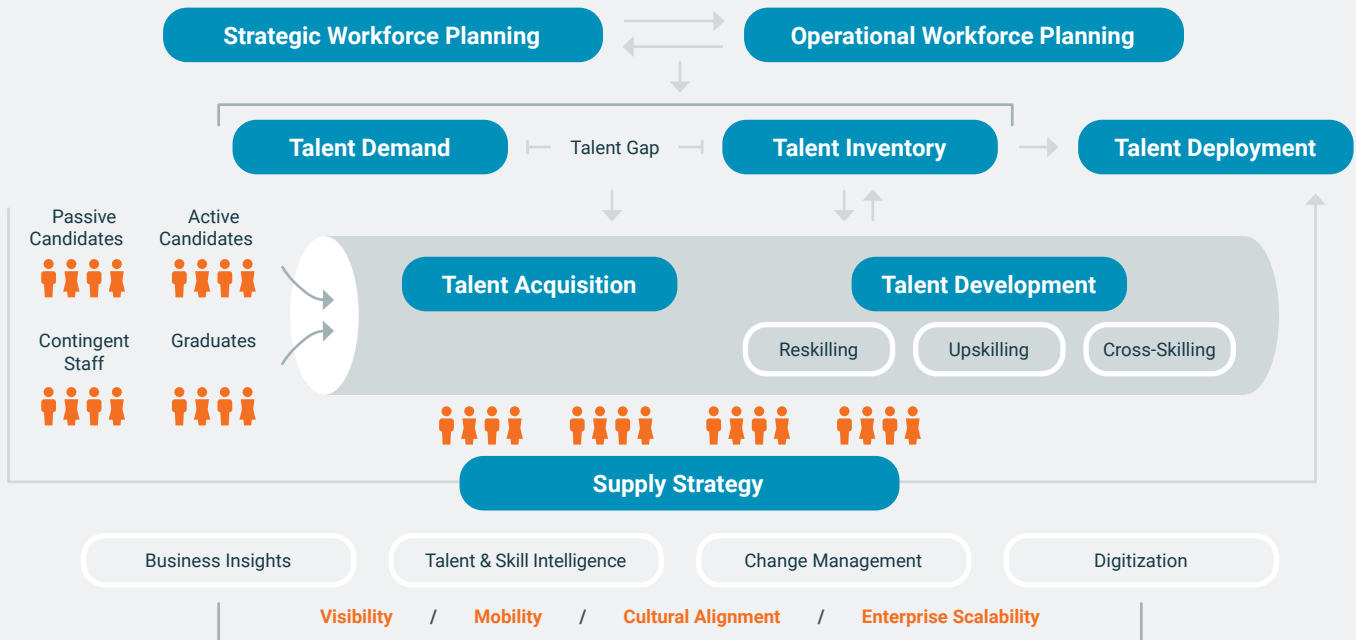 Strategic Workforce Planning
Operational Workforce Planning
Talent Demand
Talent Gap
Talent Inventory
Talent Deployment
Passive
Candidates
Active
Candidates
Contingent
Staff
Graduates
Talent Acquisition
Talent Development
Reskilling
Upskilling
Cross-Skilling
Supply Strategy
Business Insights
Talent & Skill Intelligence
Change Management
Digitization
Visibility / Mobility / Cultural Alignment / Enterprise Scalability